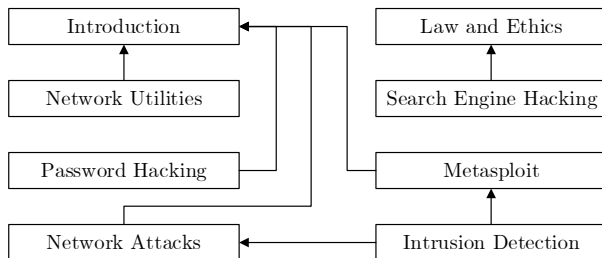 Introduction
Law and Ethics
Network Utilities
Search Engine Hacking
Password Hacking
Metasploit
Network Attacks
Intrusion Detection